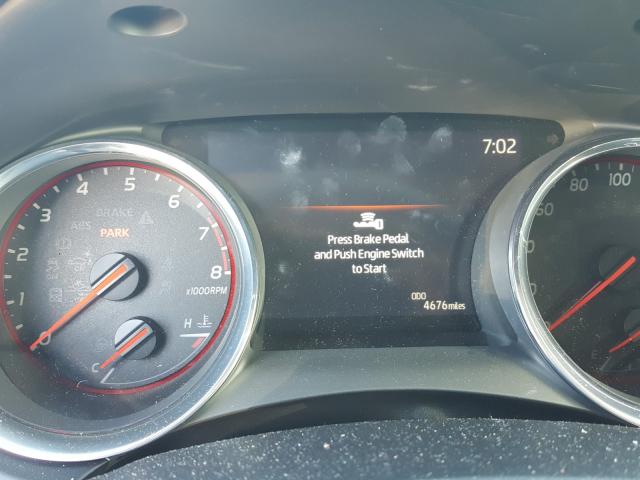 7:02
Press Brake Pedal
and Push Engine Switch
to Start
ODO
4676 miles
0
1
2
3
4
5
6
7
8
x1000RPM
BRAKE
ABS
PARK
H
C
80
100
E